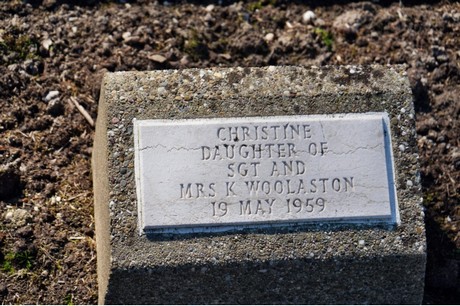 CHRISTINE
DAUGHTER OF
SGT AND
MRS K WOOLASTON
19 MAY 1959